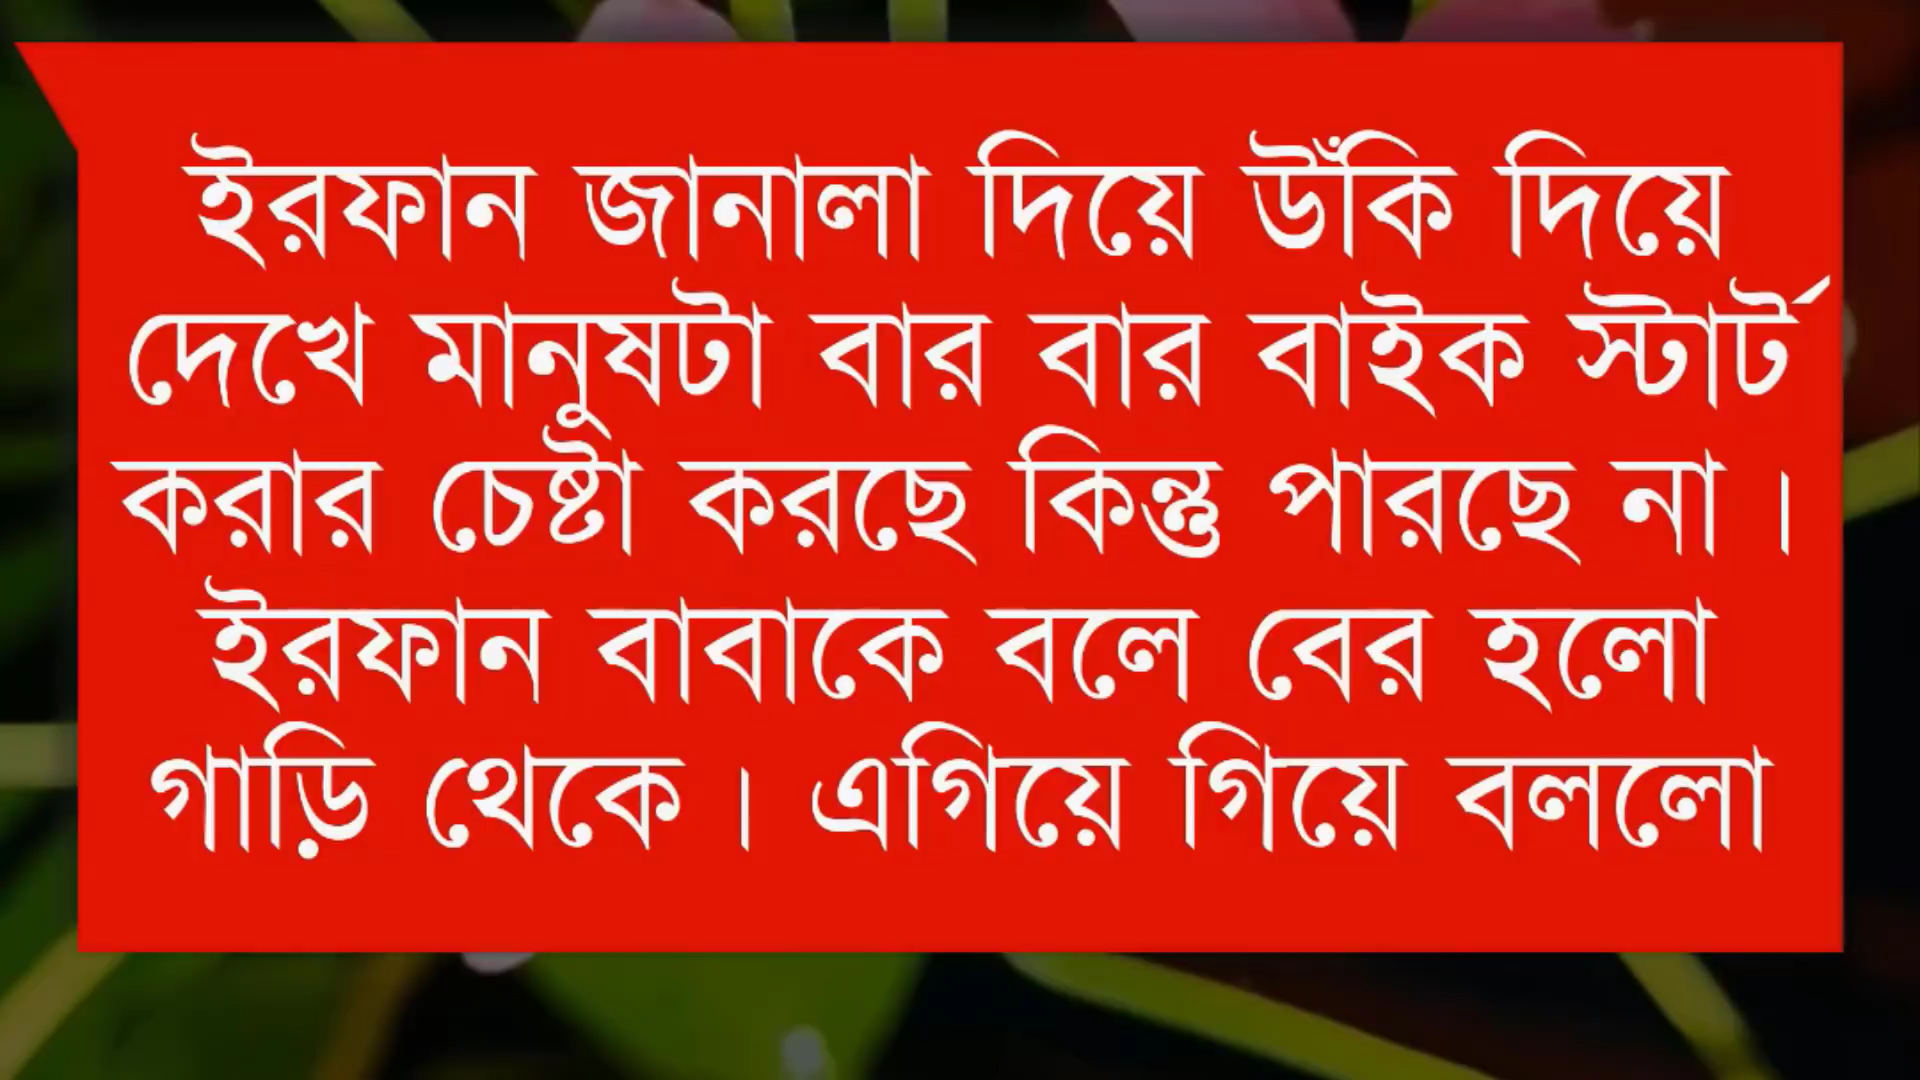 ইরফান জানালা দিয়ে উঁকি দিয়ে
দেখে মানুষটা বার বার বাইক স্টার্ট
করার চেষ্টা করছে কিন্তু পারছে না ।
ইরফান বাবাকে বলে বের হলো
গাড়ি থেকে । এগিয়ে গিয়ে বললো